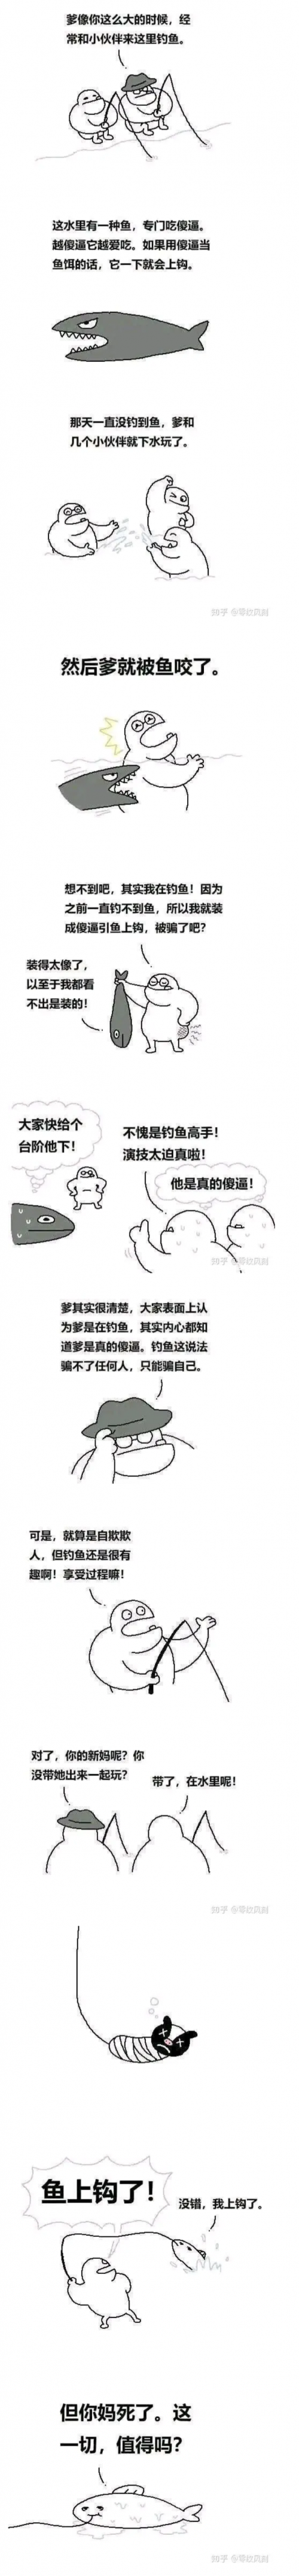 爹像你这么大的时候，经
常和小伙伴来这里钓鱼。
这水里有一种鱼，专门吃傻逼。
越傻逼它越爱吃。如果用傻逼当
鱼饵的话，它一下就会上钩。
那天一直没钓到鱼，爹和
几个小伙伴就下水玩了。
知乎
然后爹就被鱼咬了。
想不到吧，其实我在钓鱼！因为
之前一直钓不到鱼，所以我就装
成傻逼引鱼上钩，被骗了吧？
装得太像了，
以至于我都看
不出是装的！
大家快给个
台阶他下！
不愧是钓鱼高手！
演技太迫真啦！
他是真的傻逼！
知乎
爹其实很清楚，大家表面上认
为爹是在钓鱼，其实内心都知
道爹是真的傻逼。钓鱼这说法
骗不了任何人，只能骗自己。
可是，就算是自欺欺
人，但钓鱼还是很有
趣啊！享受过程嘛！
对了，你的新妈呢？你
没带她出来一起玩？
带了，在水里呢！
知乎
鱼上钩了！
没错，我上钩了。
但你妈死了。这
一切，值得吗？
知乎